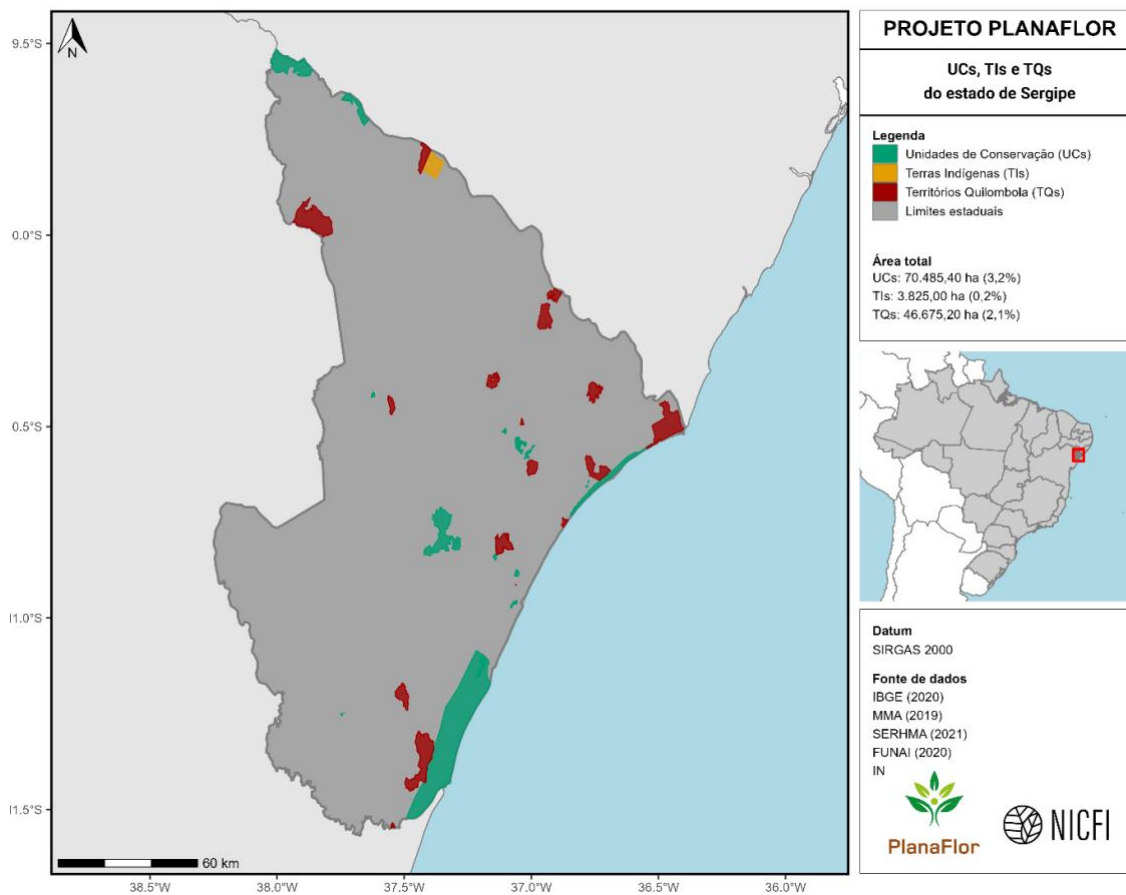 N
9.5°S
0.0°S
0.5°S
11.0°S
11.5°S
60 km
38.5°W
38.0°W
37.5°W
37.0°W
36.5°W
36.0°W
PROJETO PLANAFLOR
UCs, TIs e TQs
do estado de Sergipe
Legenda
Unidades de Conservação (UCs)
Terras Indígenas (TIs)
Territórios Quilombola (TQs)
Limites estaduais
Área total
UCs: 70.485,40 ha (3,2%)
TIs: 3.825,00 ha (0,2%)
TQs: 46.675,20 ha (2,1%)
Datum
SIRGAS 2000
Fonte de dados
IBGE (2020)
MMA (2019)
SERHMA (2021)
FUNAI (2020)
IN
PlanaFlor
NICFI